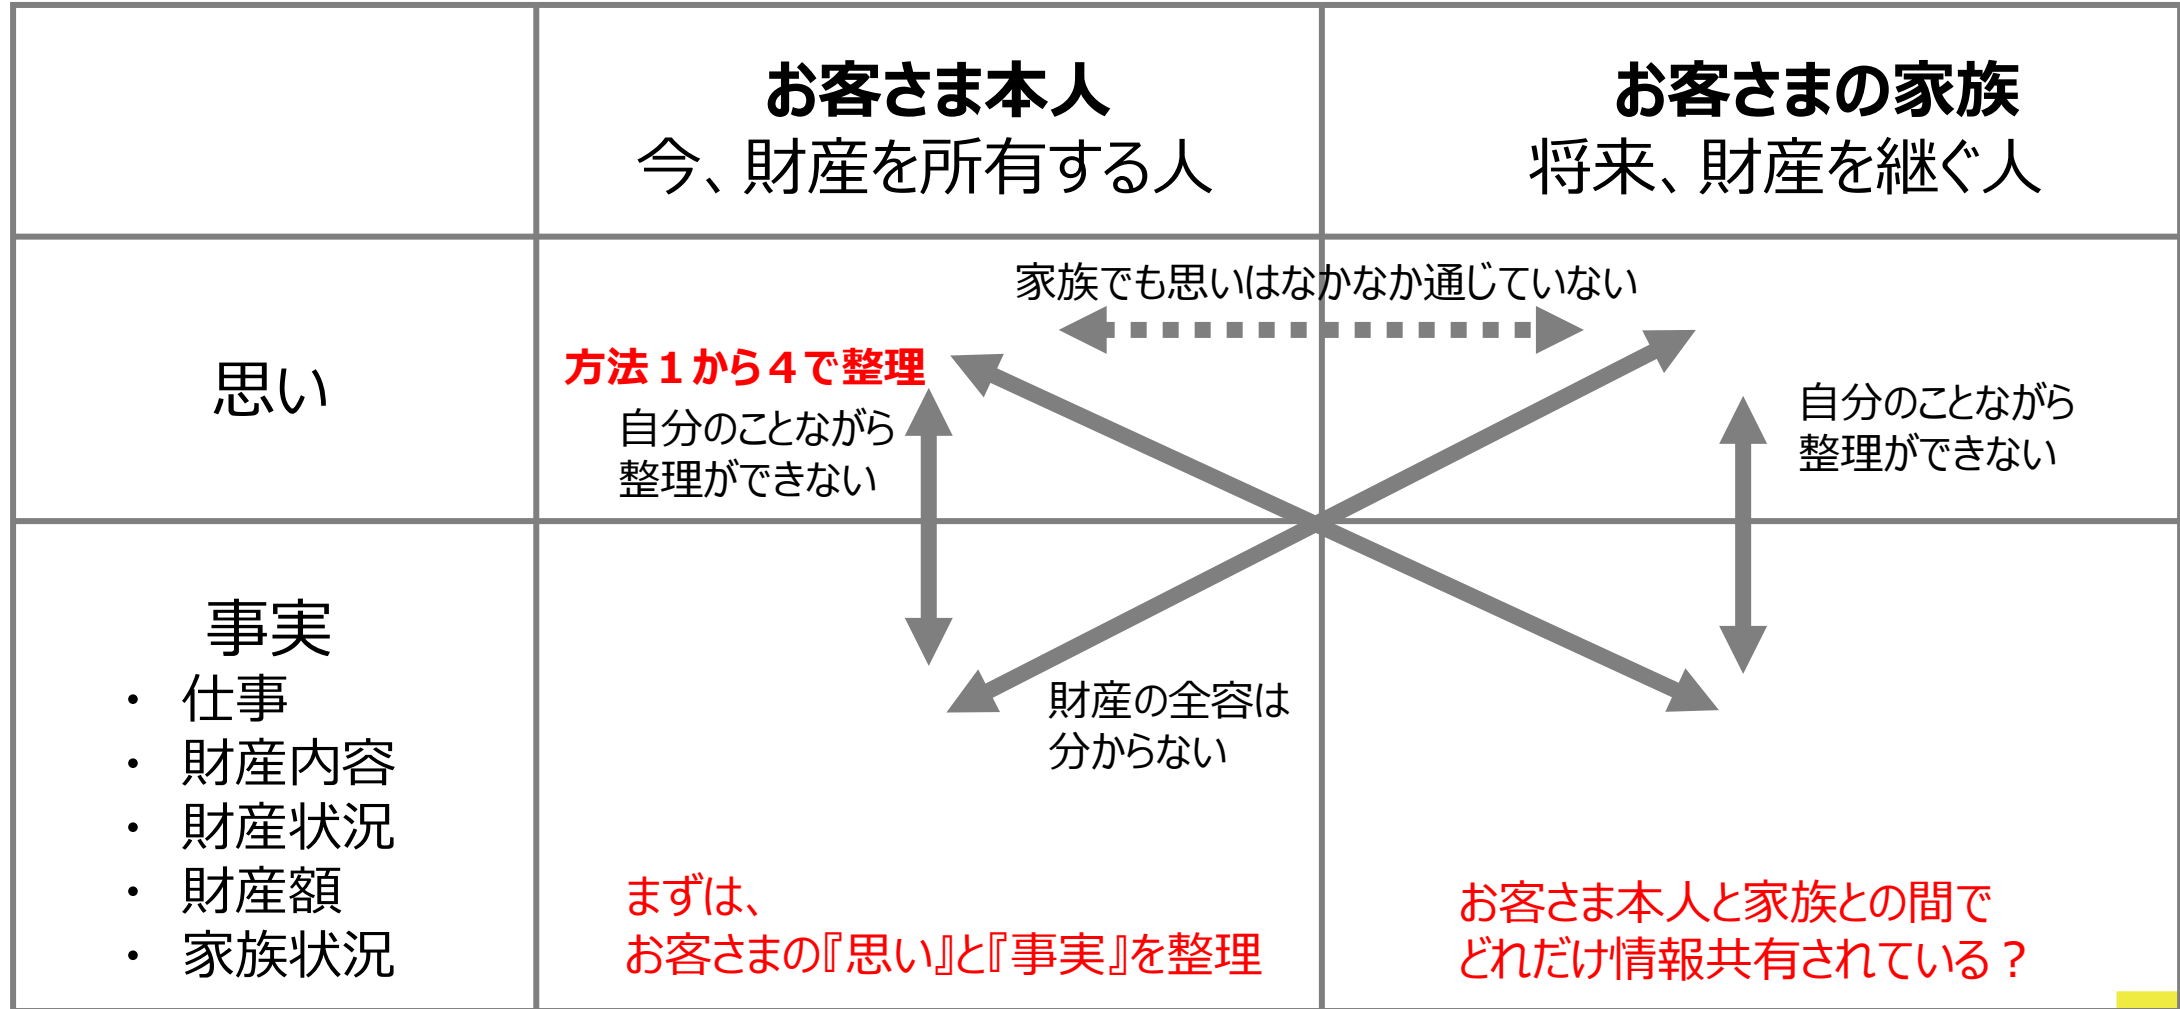 お客さま本人
今、財産を所有する人
お客さまの家族
将来、財産を継ぐ人
思い
家族でも思いはなかなか通じていない
方法１から４で整理
自分のことながら
整理ができない
自分のことながら
整理ができない
事実
・ 仕事
・ 財産内容
・ 財産状況
・ 財産額
・ 家族状況
財産の全容は
分からない
まずは、
お客さまの『思い』と『事実』を整理
お客さま本人と家族との間で
どれだけ情報共有されている？